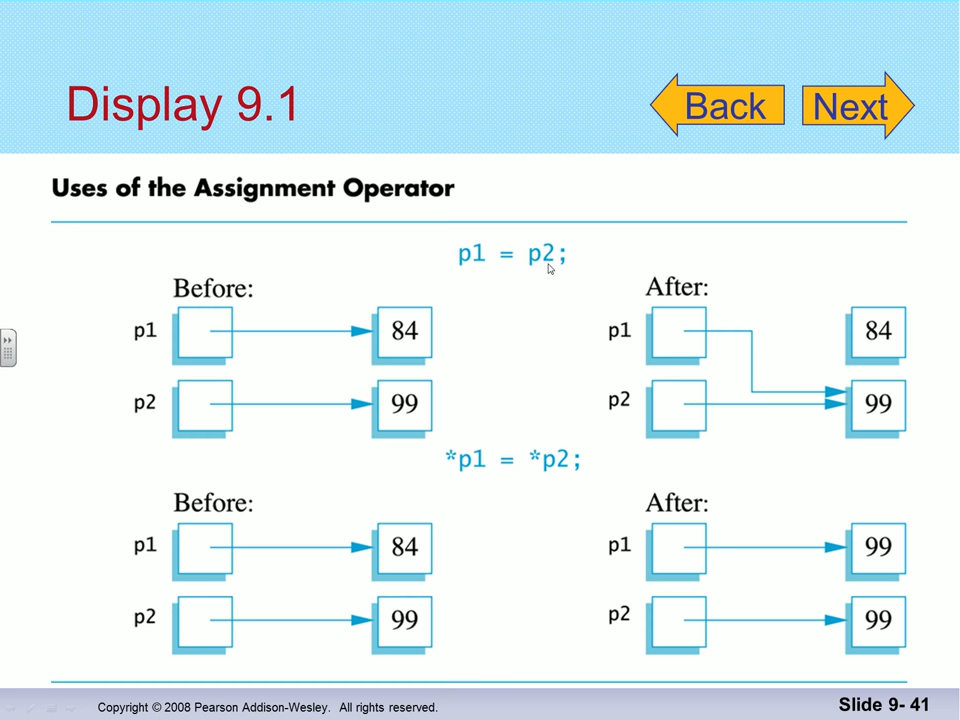 Display 9.1
Back
Next
Uses of the Assignment Operator
p1 = p2;
Before:
After:
p1
84
p1
84
p2
99
p2
99
*p1 = *p2;
Before:
After:
p1
84
p1
99
p2
99
p2
99
Copyright © 2008 Pearson Addison-Wesley. All rights reserved.
Slide 9- 41